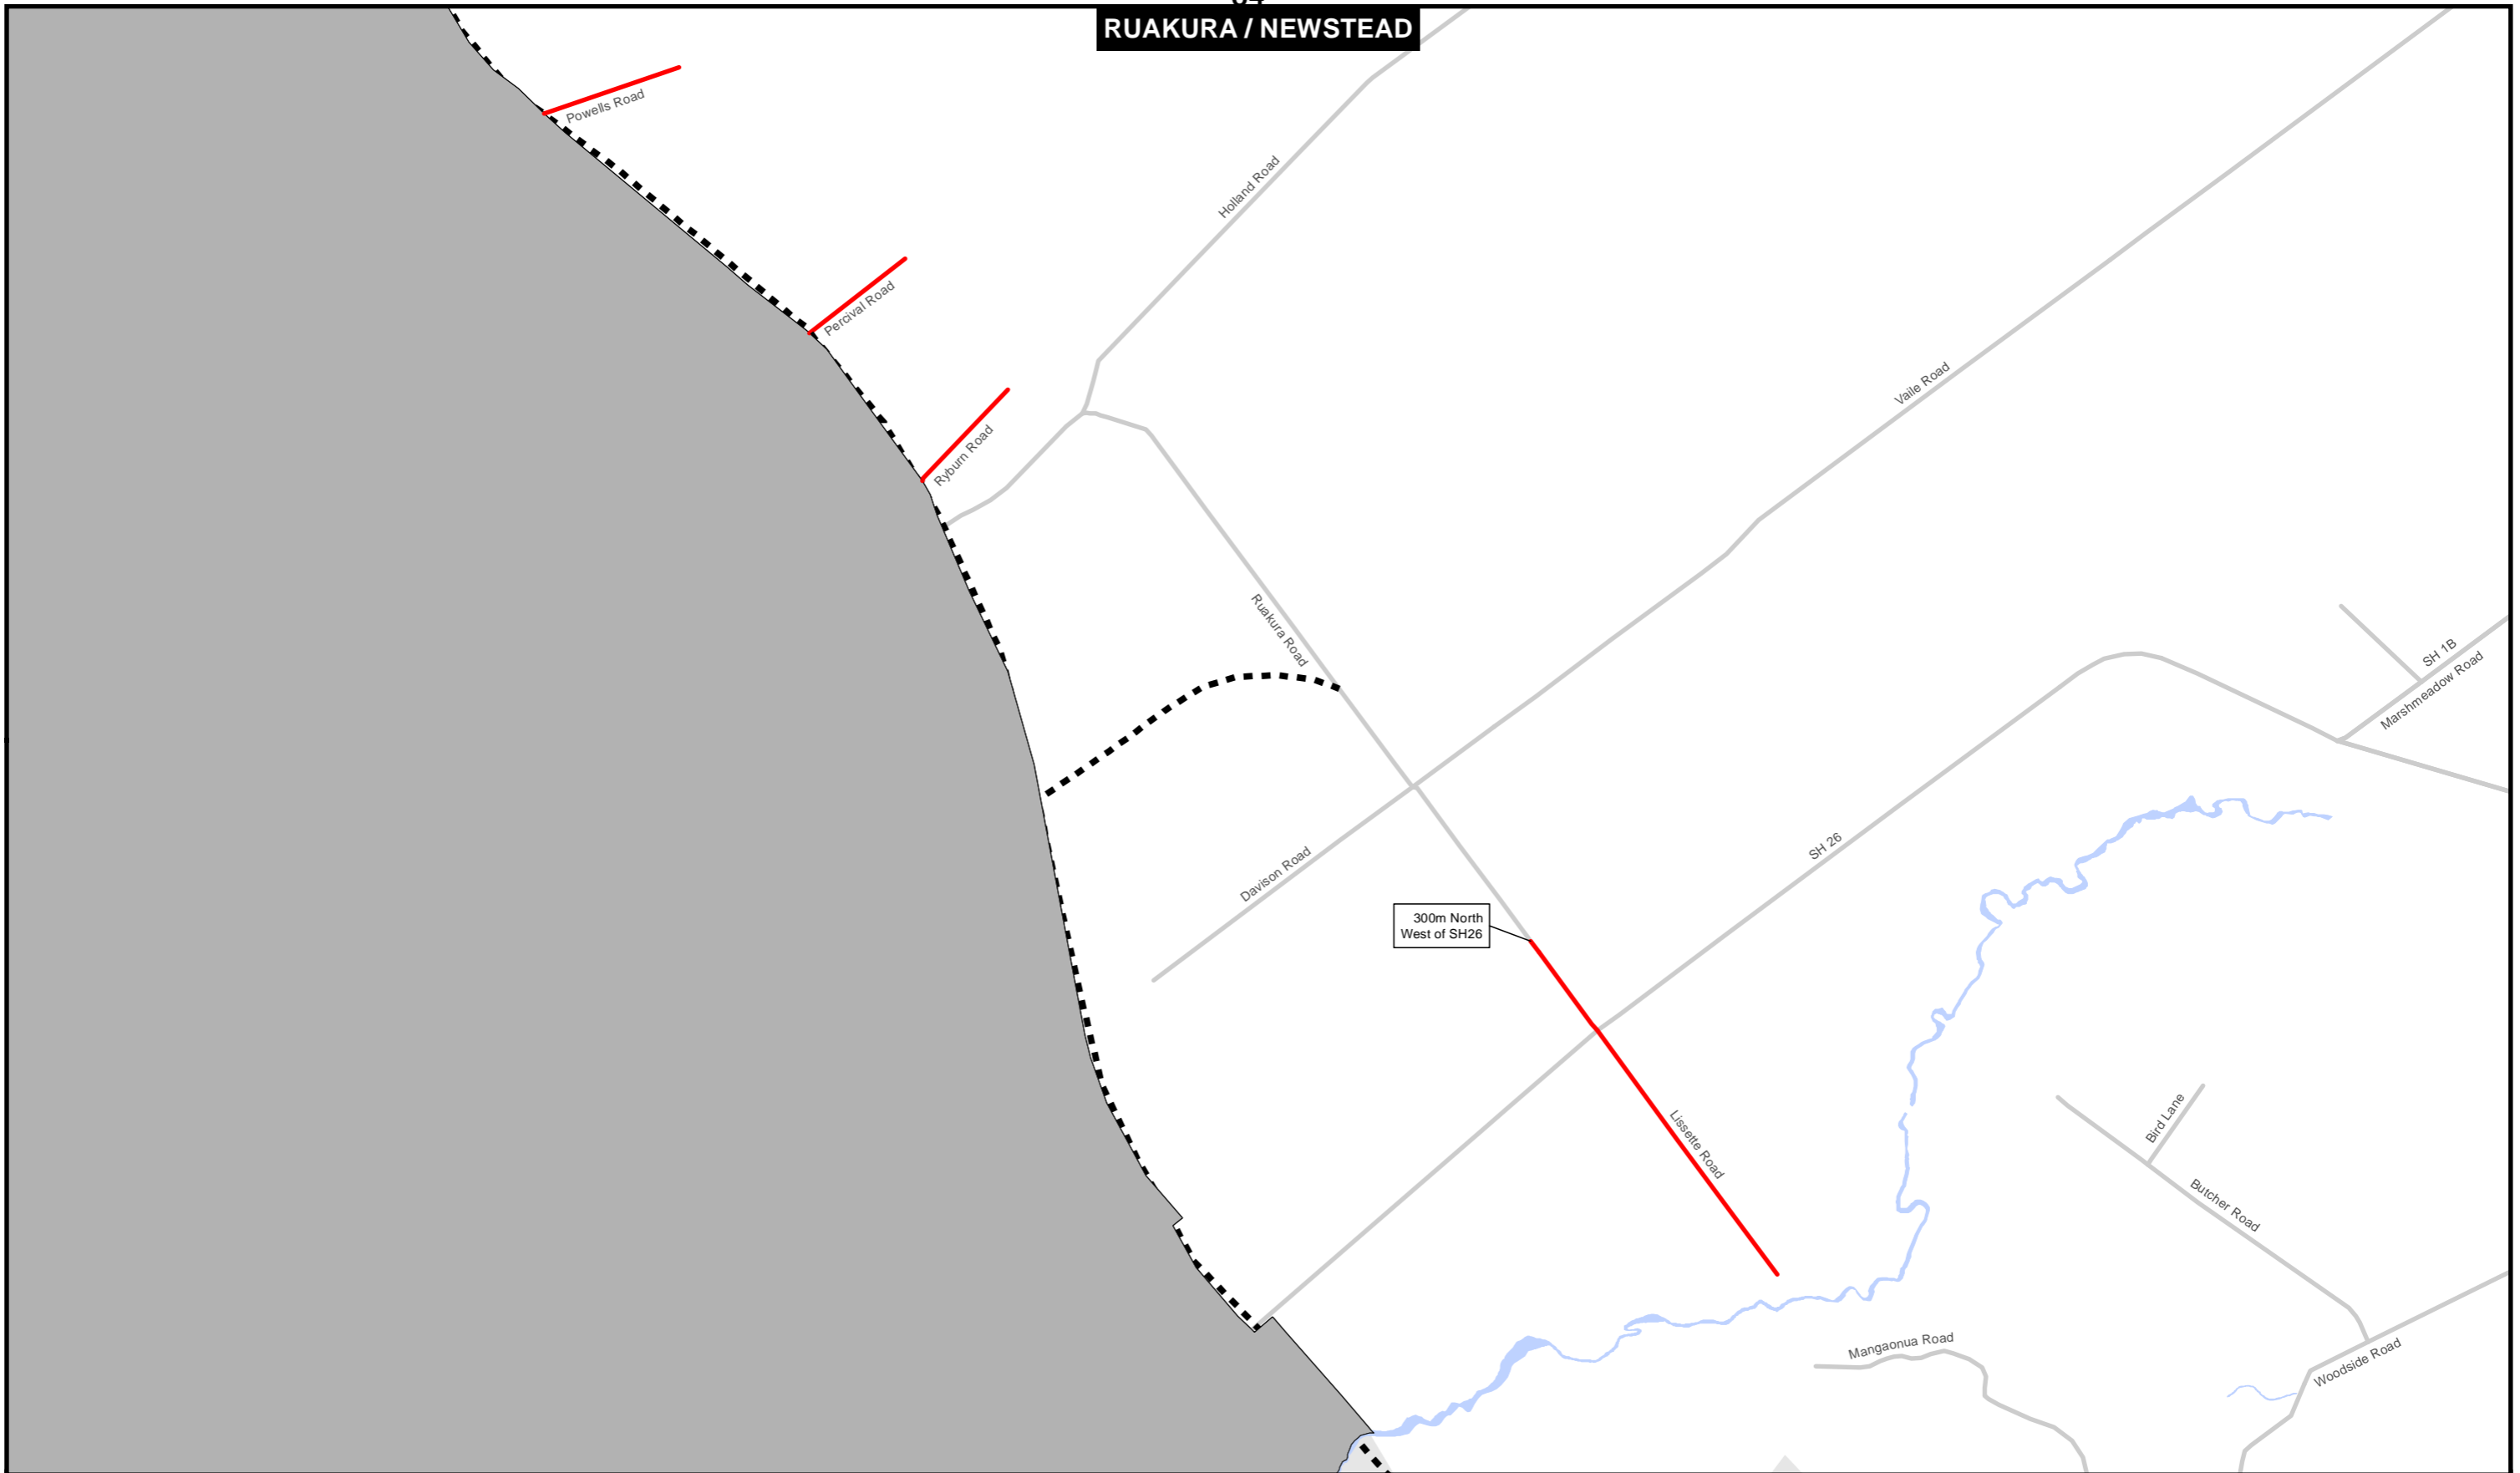 RUAKURA / NEWSTEAD
Powells Road
Holland Road
Percival Road
Vaile Road
Ryburn Road
Ruakura Road
SH 1B
Marshmeadow Road
SH 26
Davison Road
300m North
West of SH26
Lissette Road
Bird Lane
Butcher Road
Mangaonua Road
Woodside Road